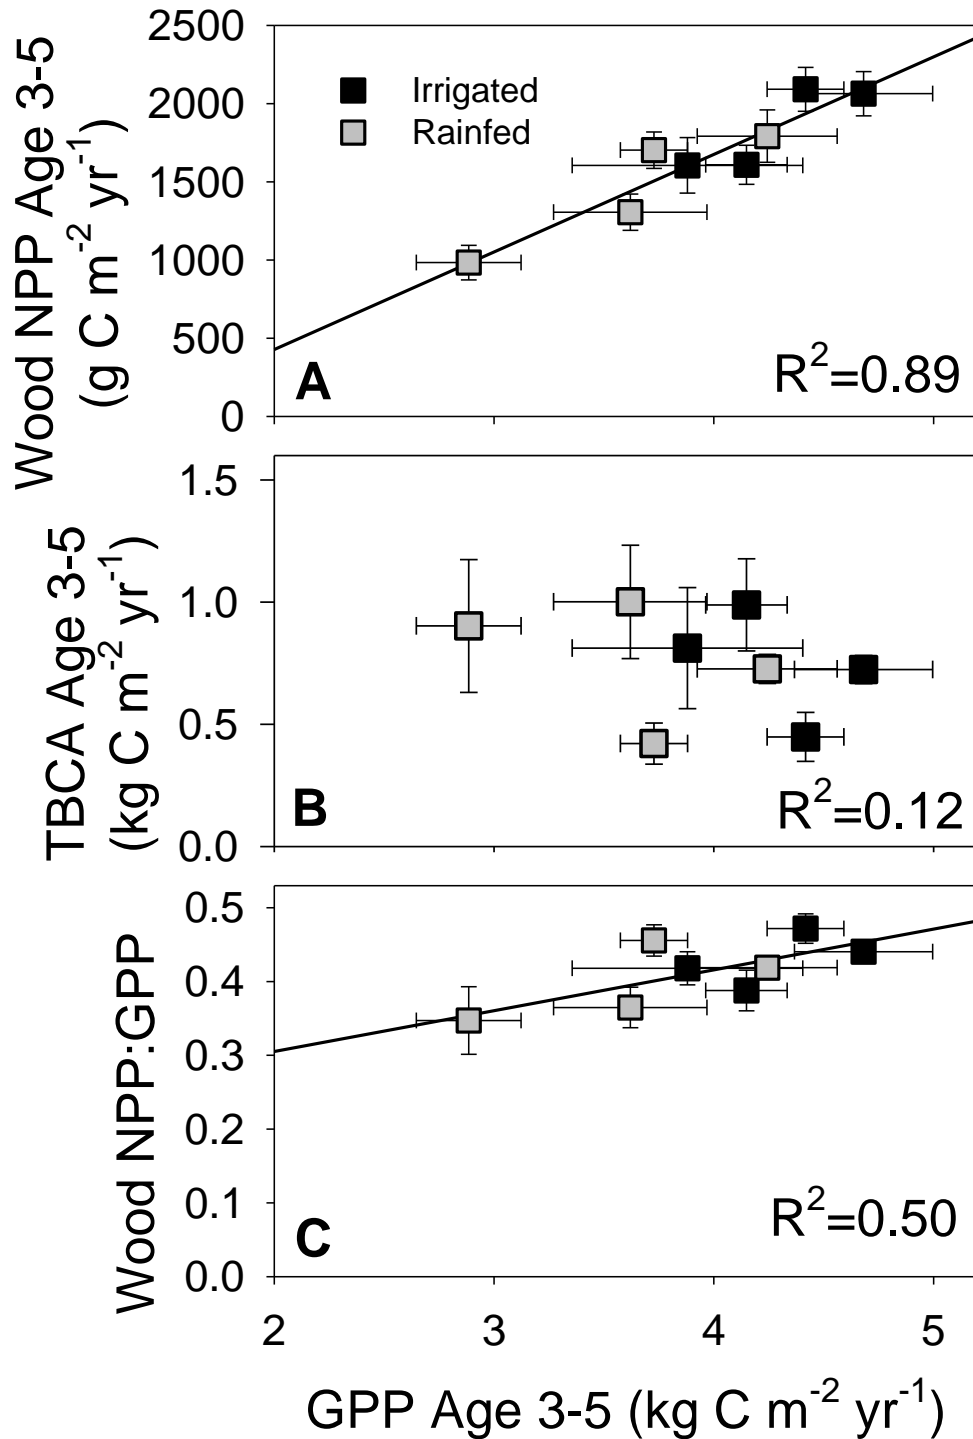 2500
2000
1500
1000
500
0
Wood NPP Age 3-5
(g C m⁻² yr⁻¹)
Irrigated
Rainfed
A
R²=0.89
1.5
1.0
0.5
0.0
TBCA Age 3-5
(kg C m⁻² yr⁻¹)
B
R²=0.12
0.5
0.4
0.3
0.2
0.1
0.0
Wood NPP:GPP
C
R²=0.50
2 3 4 5
GPP Age 3-5 (kg C m⁻² yr⁻¹)